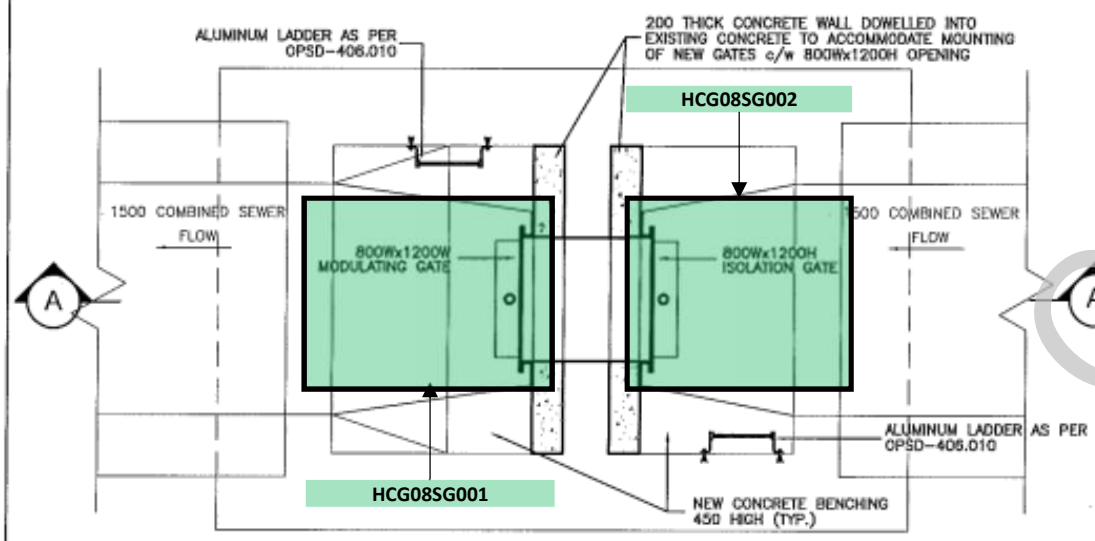 ALUMINUM LADDER AS PER
OPSD-406.010
200 THICK CONCRETE WALL DOWELLED INTO
EXISTING CONCRETE TO ACCOMMODATE MOUNTING
OF NEW GATES c/w 800Wx1200H OPENING
HCG08SG002
1500 COMBINED SEWER
FLOW
800Wx1200W
MODULATING GATE
?
800Wx1200H
ISOLATION GATE
1500 COMBINED SEWER
FLOW
A
A
HCG08SG001
ALUMINUM LADDER AS PER
OPSD-406.010
NEW CONCRETE BENCHING
450 HIGH (TYP.)